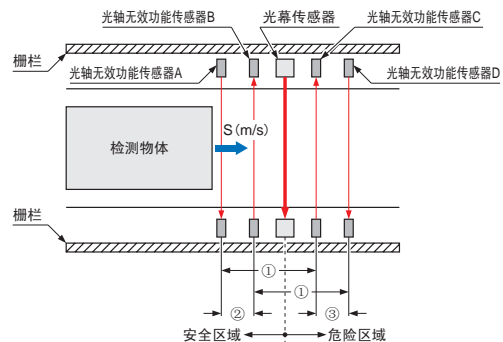 光轴无效功能传感器B
光幕传感器
光轴无效功能传感器C
栅栏
光轴无效功能传感器A
光轴无效功能传感器D
S(m/s)
检测物体
栅栏
①
①
②
③
安全区域
危险区域